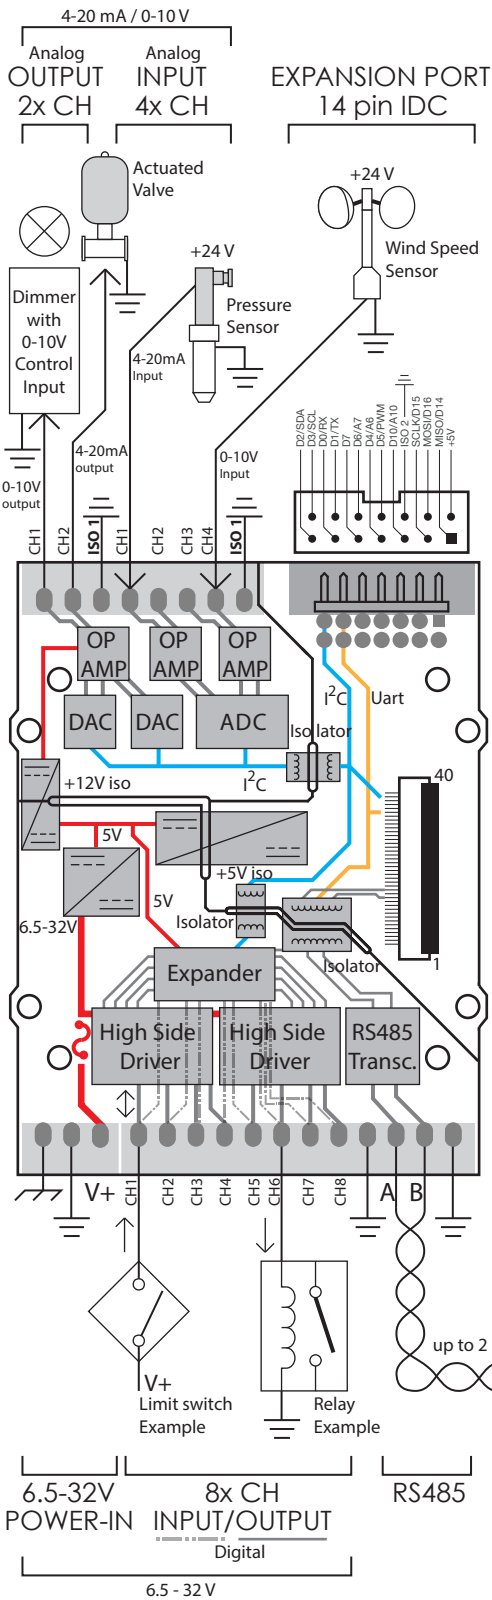 4-20 mA / 0-10 V
Analog
OUTPUT
2x CH
Analog
INPUT
4x CH
EXPANSION PORT
14 pin IDC
Actuated
Valve
+24 V
+24 V
Wind Speed
Sensor
Pressure
Sensor
Dimmer
with
0-10V
Control
Input
4-20mA
Input
4-20mA
output
0-10V
output
0-10V
Input
D2/SDA
D3/SCL
D0/RX
D1/TX
D7
D6/A7
D4/A6
D5/PWM
D10/A10
ISO 2
SCLK/D15
MOSI/D16
MISO/D14
+5V
CH1
CH2
ISO 1
CH1
CH2
CH3
CH4
ISO 1
OP
AMP
OP
AMP
OP
AMP
DAC
DAC
ADC
I²C
Uart
Isolator
I²C
+12V iso
40
5V
+5V iso
5V
6.5-32V
Isolator
Isolator
1
Expander
High Side
Driver
High Side
Driver
RS485
Transc.
V+
CH1
CH2
CH3
CH4
CH5
CH6
CH7
CH8
A
B
up to 2
V+
Limit switch
Example
Relay
Example
6.5-32V
POWER-IN
8x CH
INPUT/OUTPUT
Digital
RS485
6.5 - 32 V